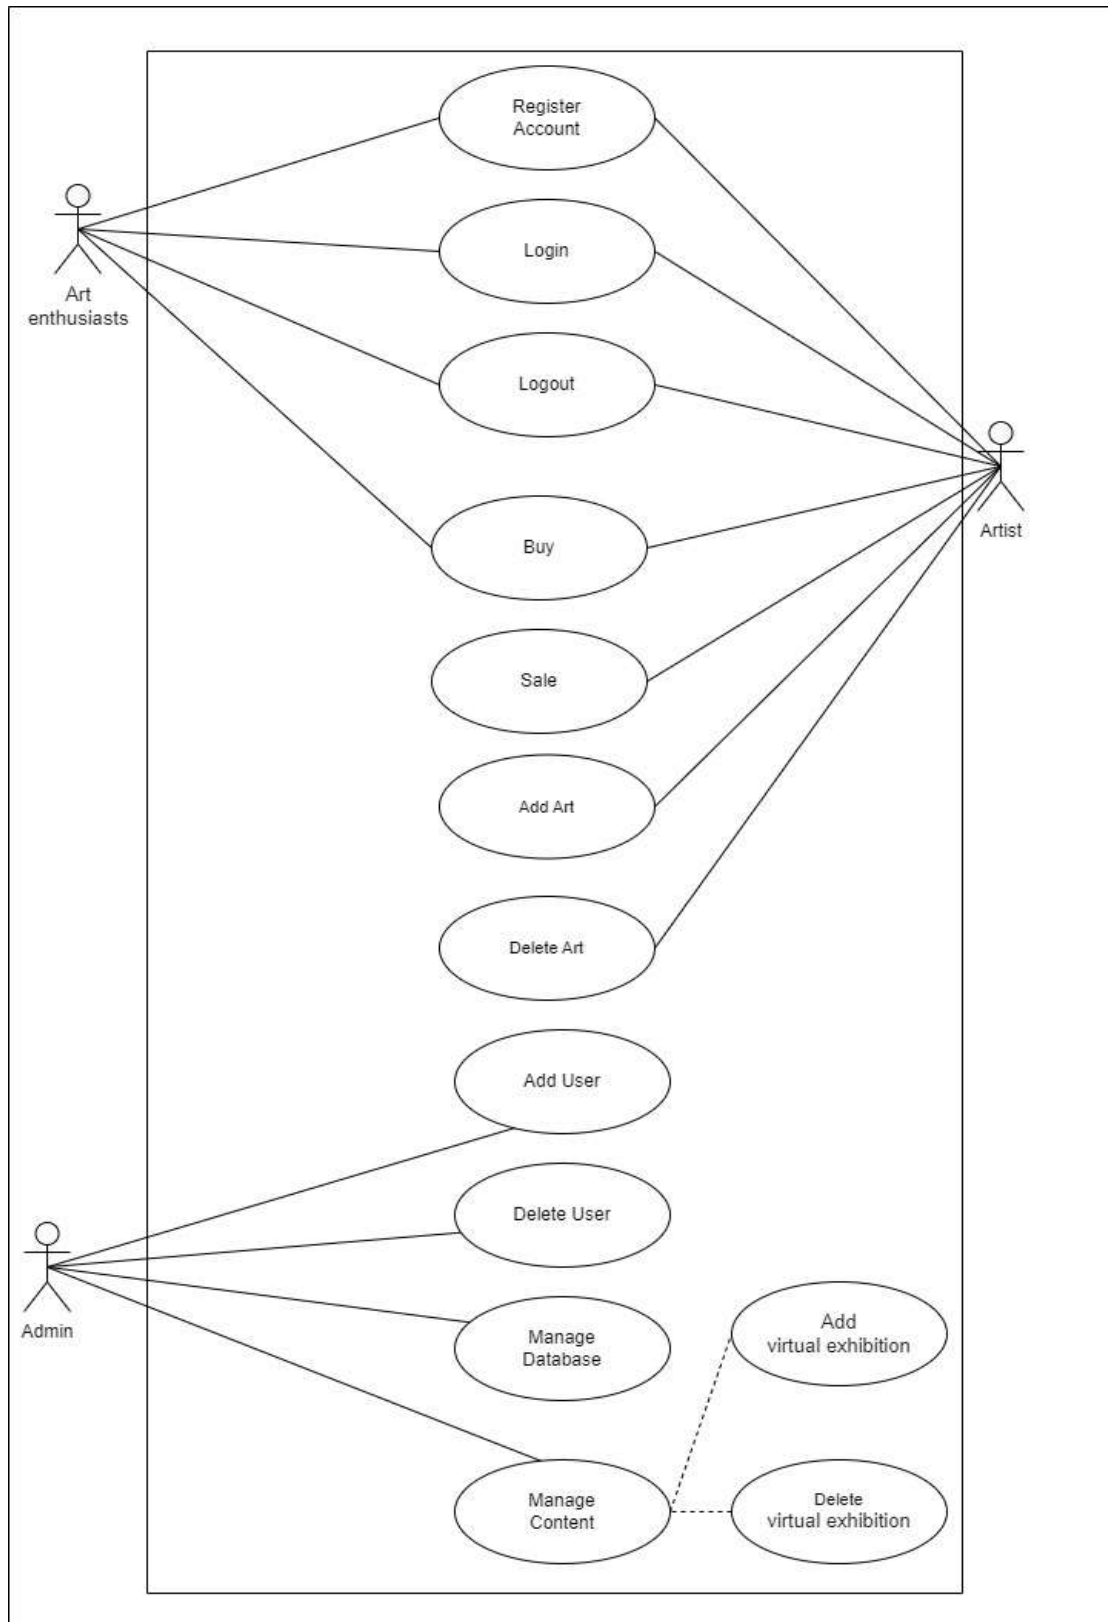 Register
Account
Login
Art
enthusiasts
Logout
Artist
Buy
Sale
Add Art
Delete Art
Add User
Delete User
Admin
Manage
Database
Add
virtual exhibition
Manage
Content
Delete
virtual exhibition